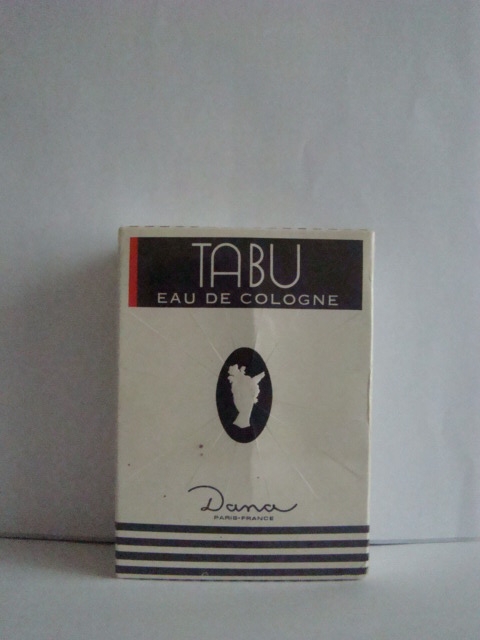 TABU
EAU DE COLOGNE
Dana
PARIS-FRANCE